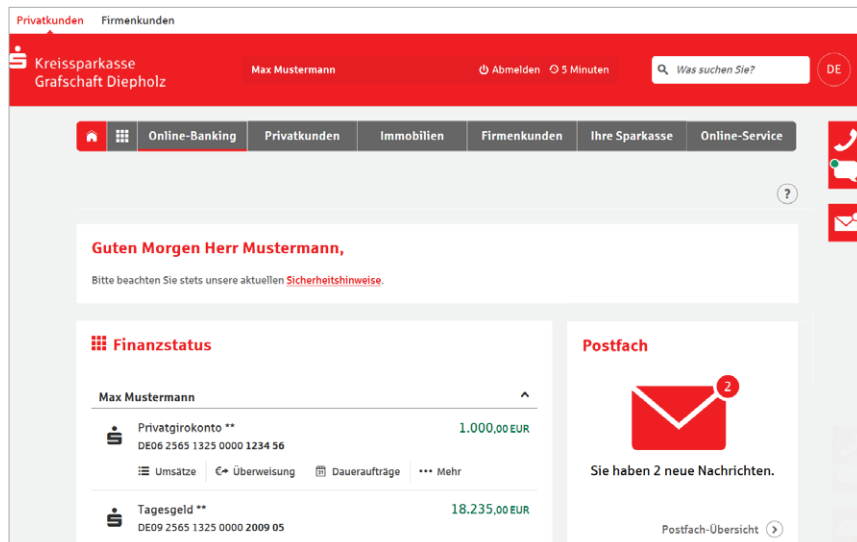 Privatkunden Firmenkunden
Kreissparkasse
Grafschaft Diepholz
Max Mustermann
Abmelden 5 Minuten
Was suchen Sie?
DE
Online-Banking Privatkunden Immobilien Firmenkunden Ihre Sparkasse Online-Service
?
Guten Morgen Herr Mustermann,
Bitte beachten Sie stets unsere aktuellen Sicherheitshinweise.
Finanzstatus
Max Mustermann
Privatgirokonto ** 1.000,00 EUR
DE06 2565 1325 0000 1234 56
Umsätze Überweisung Daueraufträge Mehr
Tagesgeld ** 18.235,00 EUR
DE09 2565 1325 0000 2009 05
Postfach
2
Sie haben 2 neue Nachrichten.
Postfach-Übersicht